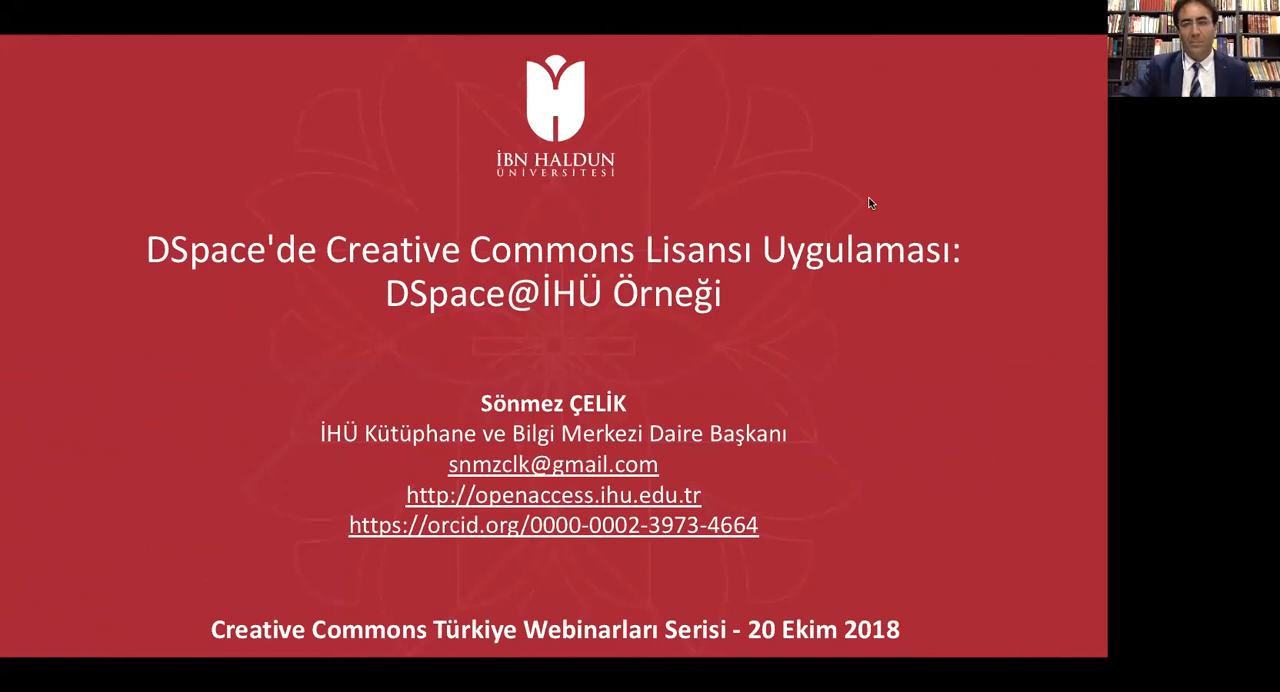 İBN HALDUN
ÜNİVERSİTESİ
DSpace'de Creative Commons Lisansı Uygulaması:
DSpace@İHÜ Örneği
Sönmez ÇELİK
İHÜ Kütüphane ve Bilgi Merkezi Daire Başkanı
snmzclk@gmail.com
http://openaccess.ihu.edu.tr
https://orcid.org/0000-0002-3973-4664
Creative Commons Türkiye Webinarları Serisi - 20 Ekim 2018